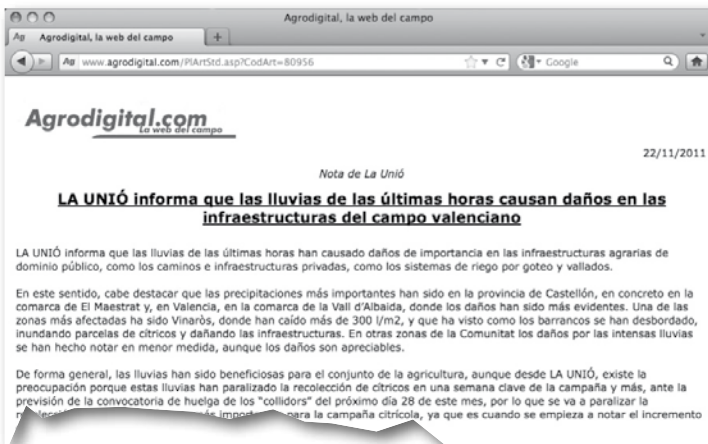 Agrodigital, la web del campo
Ag Agrodigital, la web del campo +
Ag www.agrodigital.com/PlArtStd.asp?CodArt=80956 Google
Agrodigital.com
La web del campo
22/11/2011
Nota de La Unió
LA UNIÓ informa que las lluvias de las últimas horas causan daños en las
infraestructuras del campo valenciano
LA UNIÓ informa que las lluvias de las últimas horas han causado daños de importancia en las infraestructuras agrarias de
dominio público, como los caminos e infraestructuras privadas, como los sistemas de riego por goteo y vallados.
En este sentido, cabe destacar que las precipitaciones más importantes han sido en la provincia de Castellón, en concreto en la
comarca de El Maestrat y, en Valencia, en la comarca de la Vall d'Albaida, donde los daños han sido más evidentes. Una de las
zonas más afectadas ha sido Vinaròs, donde han caído más de 300 l/m2, y que ha visto como los barrancos se han desbordado,
inundando parcelas de cítricos y dañando las infraestructuras. En otras zonas de la Comunitat los daños por las intensas lluvias
se han hecho notar en menor medida, aunque los daños son apreciables.
De forma general, las lluvias han sido beneficiosas para el conjunto de la agricultura, aunque desde LA UNIÓ, existe la
preocupación porque estas lluvias han paralizado la recolección de cítricos en una semana clave de la campaña y más, ante la
previsión de la convocatoria de huelga de los "collidors" del próximo día 28 de este mes, por lo que se va a paralizar la
para la campaña citrícola, ya que es cuando se empieza a notar el incremento